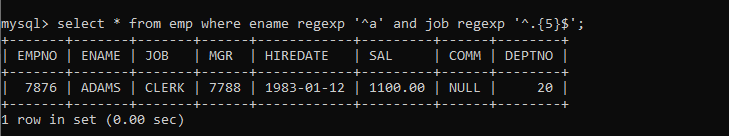 mysql> select * from emp where ename regexp '^a' and job regexp '^.{5}$';
+-------+-------+-------+------+------------+---------+------+--------+
| EMPNO | ENAME | JOB   | MGR  | HIREDATE   | SAL     | COMM | DEPTNO |
+-------+-------+-------+------+------------+---------+------+--------+
|  7876 | ADAMS | CLERK | 7788 | 1983-01-12 | 1100.00 | NULL |     20 |
+-------+-------+-------+------+------------+---------+------+--------+
1 row in set (0.00 sec)